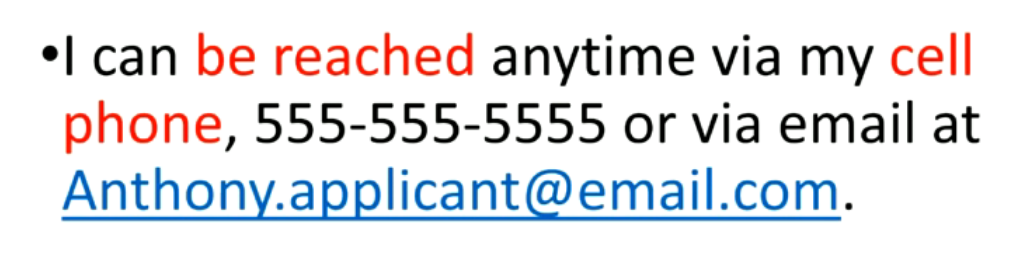 •I can be reached anytime via my cell
phone, 555-555-5555 or via email at
Anthony.applicant@email.com.